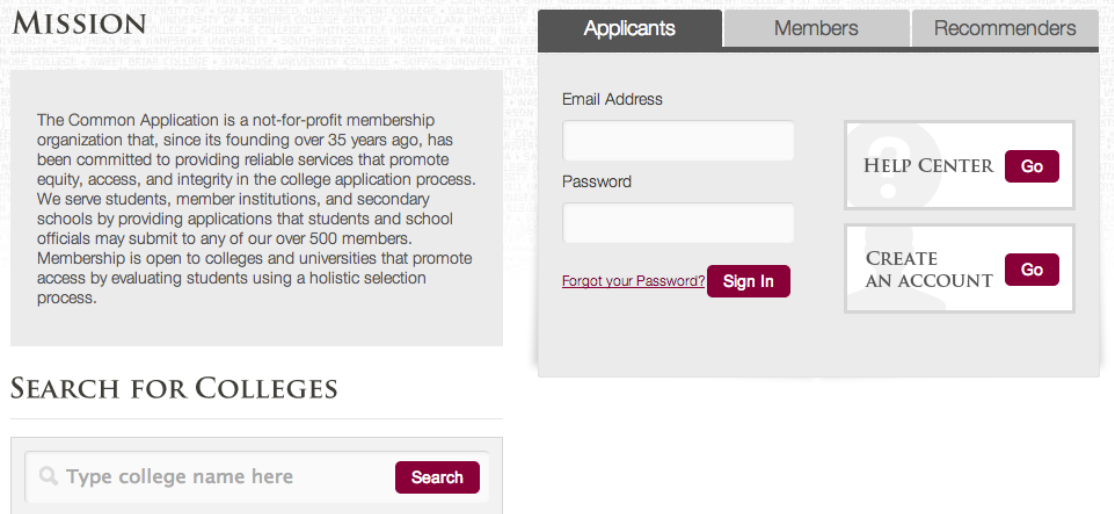 MISSION
The Common Application is a not-for-profit membership
organization that, since its founding over 35 years ago, has
been committed to providing reliable services that promote
equity, access, and integrity in the college application process.
We serve students, member institutions, and secondary
schools by providing applications that students and school
officials may submit to any of our over 500 members.
Membership is open to colleges and universities that promote
access by evaluating students using a holistic selection
process.
SEARCH FOR COLLEGES
Type college name here
Search
Applicants
Members
Recommenders
Email Address
Password
Forgot your Password?
Sign In
HELP CENTER
Go
CREATE
AN ACCOUNT
Go